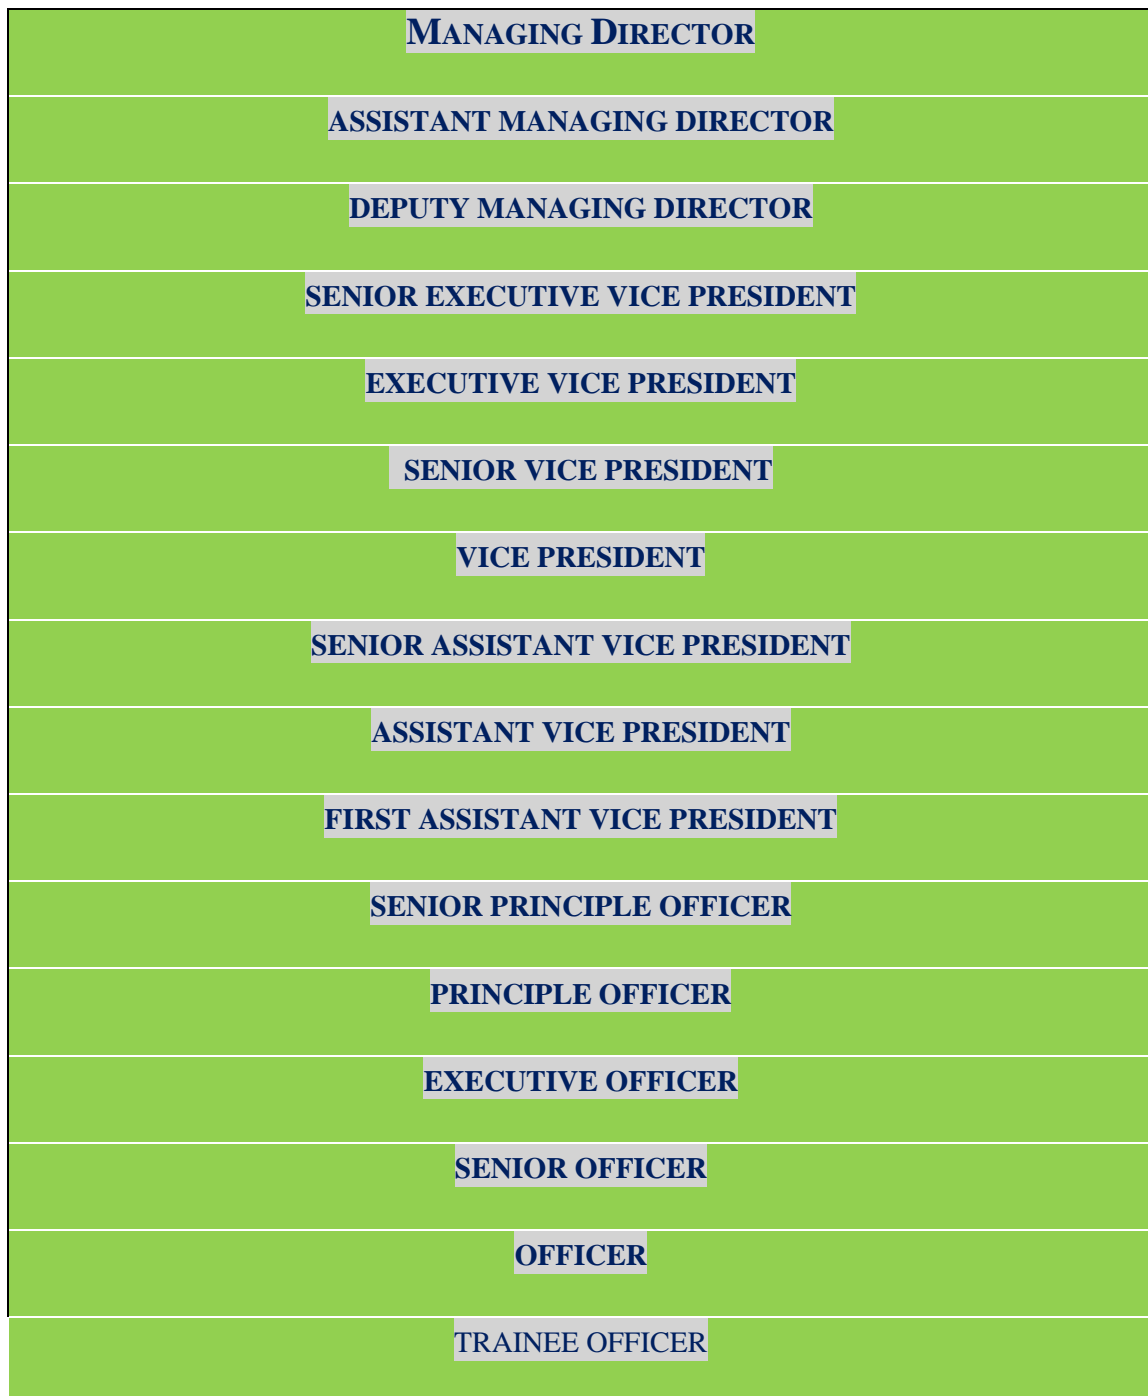 MANAGING DIRECTOR
ASSISTANT MANAGING DIRECTOR
DEPUTY MANAGING DIRECTOR
SENIOR EXECUTIVE VICE PRESIDENT
EXECUTIVE VICE PRESIDENT
SENIOR VICE PRESIDENT
VICE PRESIDENT
SENIOR ASSISTANT VICE PRESIDENT
ASSISTANT VICE PRESIDENT
FIRST ASSISTANT VICE PRESIDENT
SENIOR PRINCIPLE OFFICER
PRINCIPLE OFFICER
EXECUTIVE OFFICER
SENIOR OFFICER
OFFICER
TRAINEE OFFICER